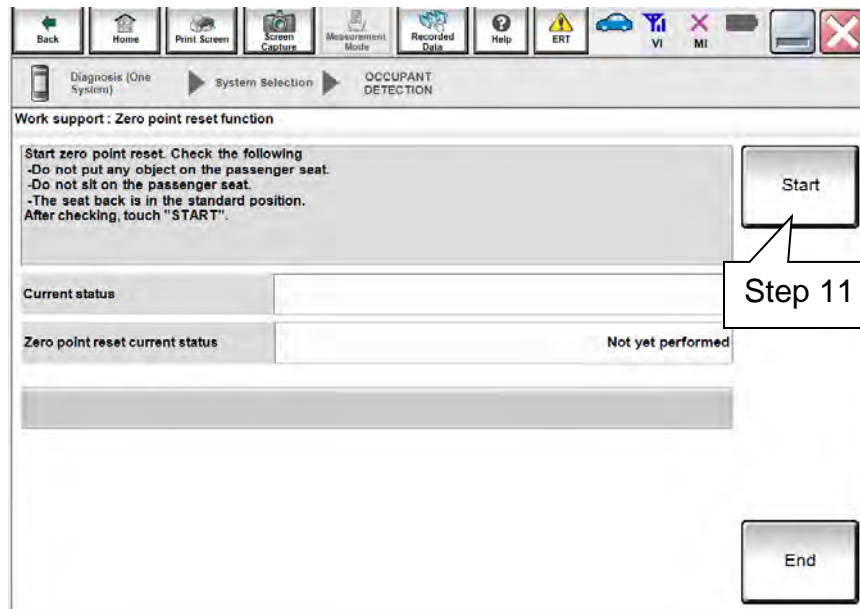 Back
Home
Print Screen
Screen
Capture
Measurement
Mode
Recorded
Data
Help
ERT
VI
MI
Diagnosis (One
System)
System Selection
OCCUPANT
DETECTION
Work support : Zero point reset function
Start zero point reset. Check the following
-Do not put any object on the passenger seat.
-Do not sit on the passenger seat.
-The seat back is in the standard position.
After checking, touch "START".
Start
Step 11
Current status
Zero point reset current status
Not yet performed
End